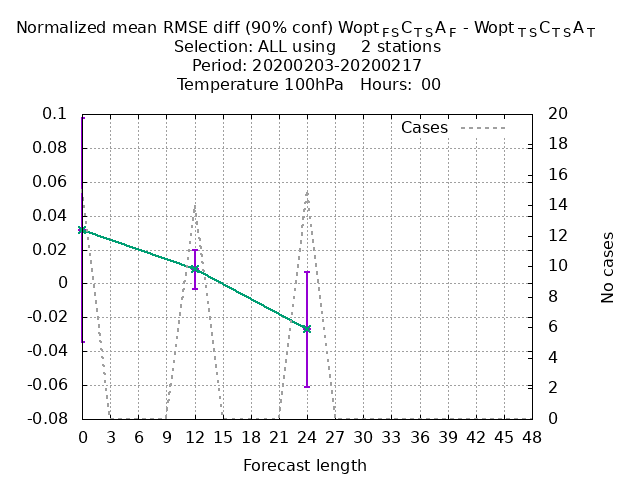 Normalized mean RMSE diff (90% conf) Wopt FS C TS A F - Wopt TS C TS A T
Selection: ALL using 2 stations
Period: 20200203-20200217
Temperature 100hPa Hours: 00
Cases
0.1
0.08
0.06
0.04
0.02
0
-0.02
-0.04
-0.06
-0.08
20
18
16
14
12
10
8
6
4
2
0
No cases
0 3 6 9 12 15 18 21 24 27 30 33 36 39 42 45 48
Forecast length